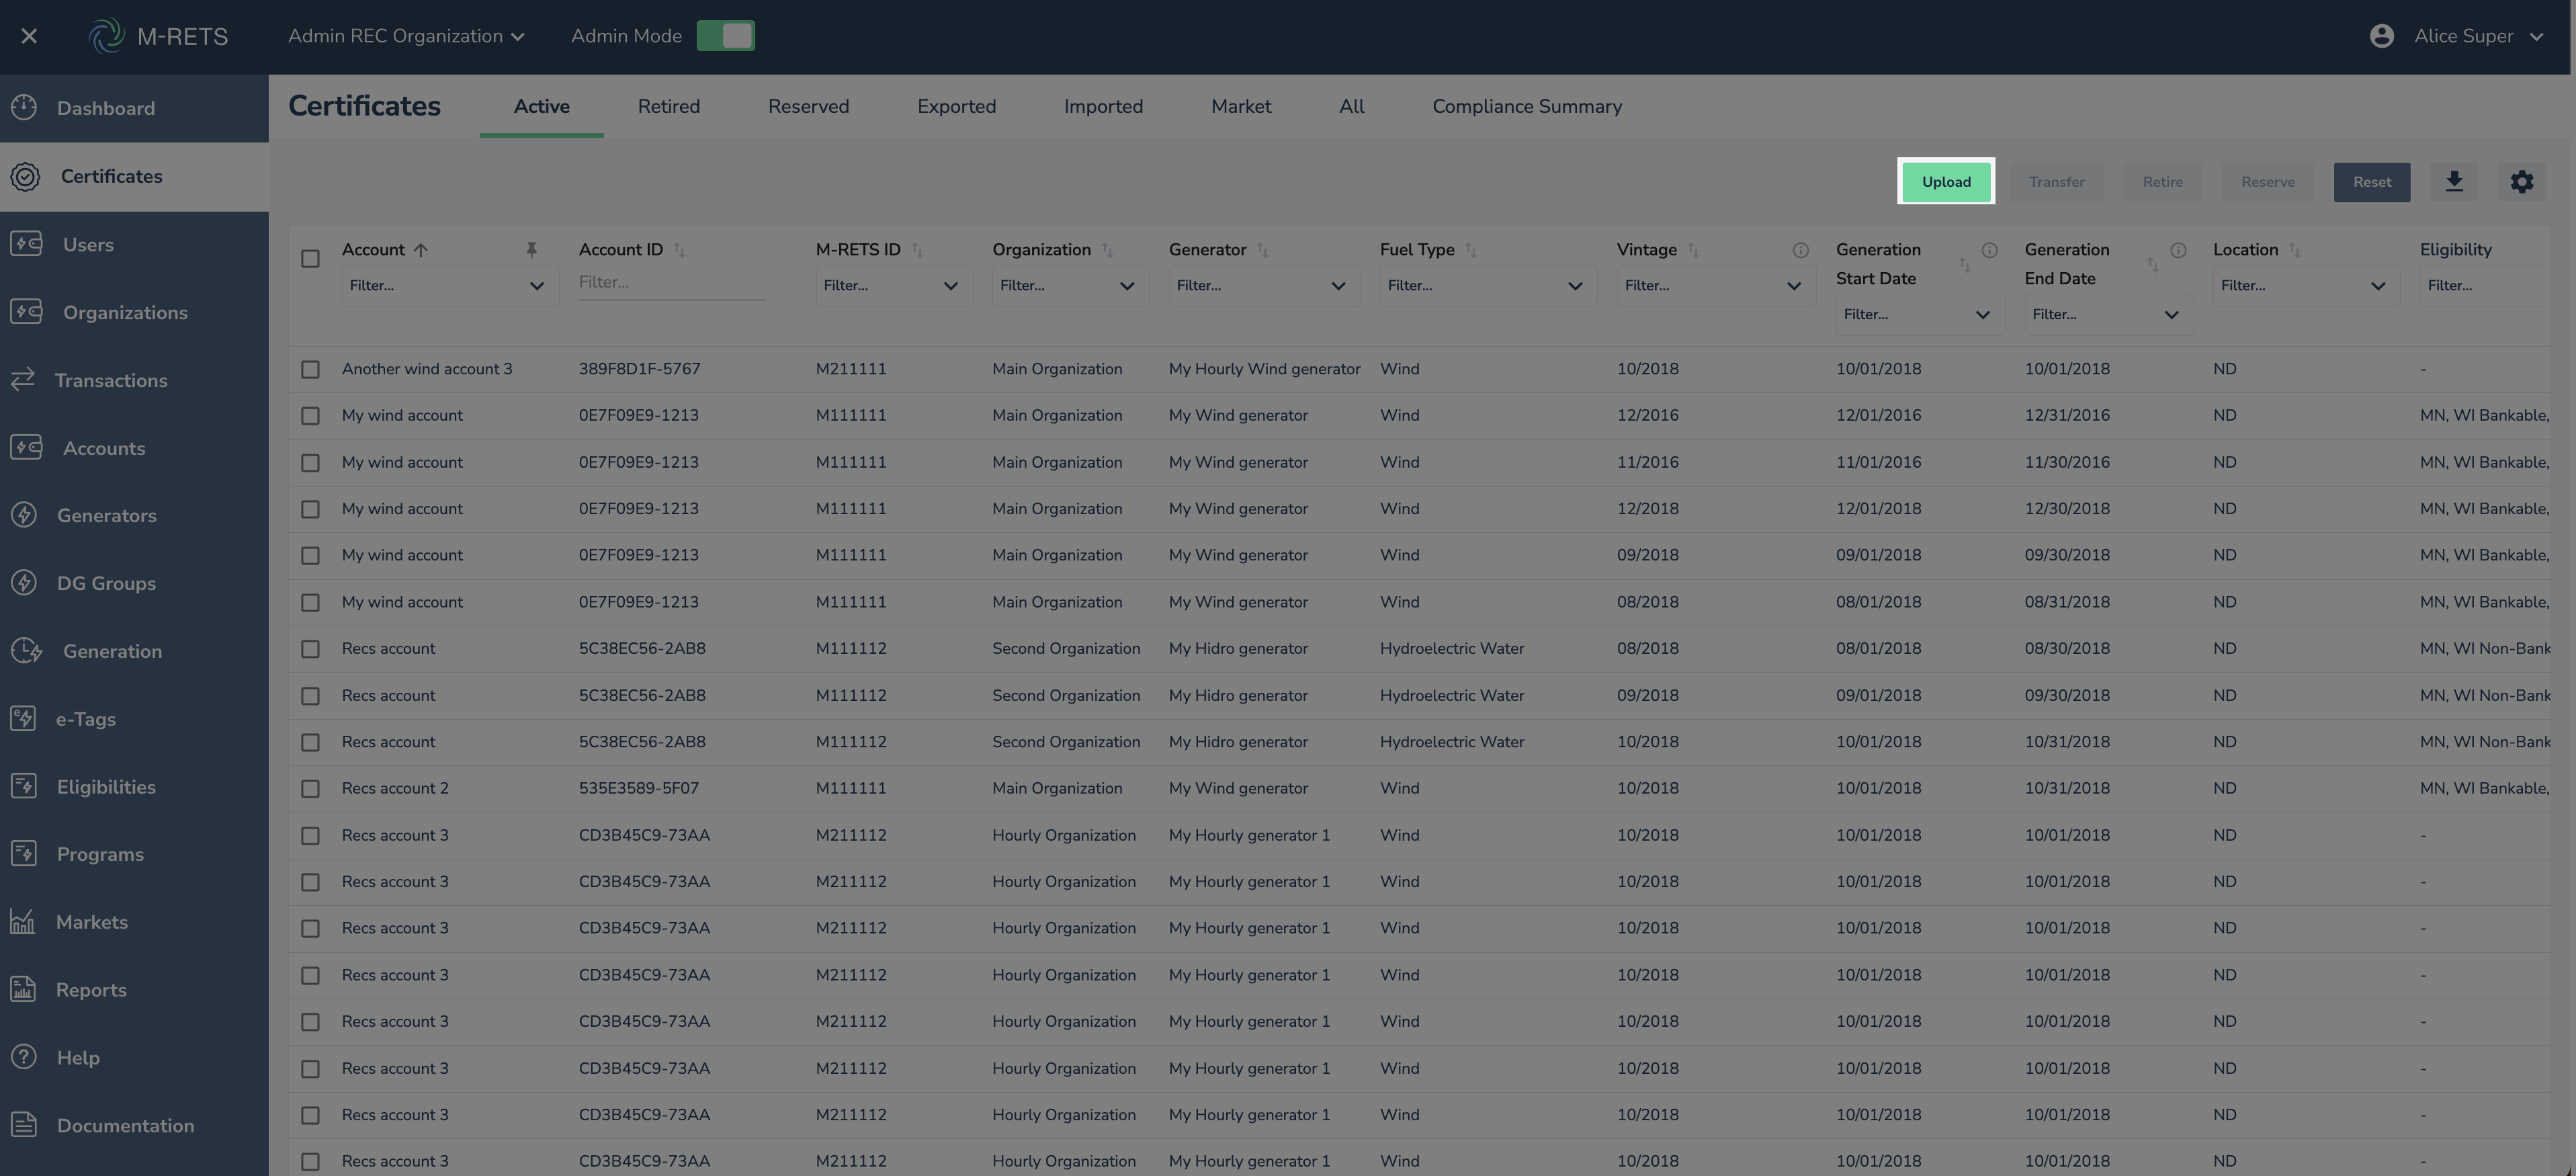 M-RETS Admin REC Organization Admin Mode Alice Super
Dashboard
Certificates
Users
Organizations
Transactions
Accounts
Generators
DG Groups
Generation
e-Tags
Eligibilities
Programs
Markets
Reports
Help
Documentation
Certificates Active Retired Reserved Exported Imported Market All Compliance Summary
Upload Transfer Retire Reserve Reset
Account Account ID M-RETS ID Organization Generator Fuel Type Vintage Generation Start Date Generation End Date Location Eligibility
Filter... Filter... Filter... Filter... Filter... Filter... Filter... Filter... Filter... Filter... Filter...
Another wind account 3 389F8D1F-5767 M211111 Main Organization My Hourly Wind generator Wind 10/2018 10/01/2018 10/01/2018 ND -
My wind account 0E7F09E9-1213 M111111 Main Organization My Wind generator Wind 12/2016 12/01/2016 12/31/2016 ND MN, WI Bankable,
My wind account 0E7F09E9-1213 M111111 Main Organization My Wind generator Wind 11/2016 11/01/2016 11/30/2016 ND MN, WI Bankable,
My wind account 0E7F09E9-1213 M111111 Main Organization My Wind generator Wind 12/2018 12/01/2018 12/30/2018 ND MN, WI Bankable,
My wind account 0E7F09E9-1213 M111111 Main Organization My Wind generator Wind 09/2018 09/01/2018 09/30/2018 ND MN, WI Bankable,
My wind account 0E7F09E9-1213 M111111 Main Organization My Wind generator Wind 08/2018 08/01/2018 08/31/2018 ND MN, WI Bankable,
Recs account 5C38EC56-2AB8 M111112 Second Organization My Hidro generator Hydroelectric Water 08/2018 08/01/2018 08/30/2018 ND MN, WI Non-Bank
Recs account 5C38EC56-2AB8 M111112 Second Organization My Hidro generator Hydroelectric Water 09/2018 09/01/2018 09/30/2018 ND MN, WI Non-Bank
Recs account 5C38EC56-2AB8 M111112 Second Organization My Hidro generator Hydroelectric Water 10/2018 10/01/2018 10/31/2018 ND MN, WI Non-Bank
Recs account 2 535E3589-5F07 M111111 Main Organization My Wind generator Wind 10/2018 10/01/2018 10/31/2018 ND MN, WI Bankable,
Recs account 3 CD3B45C9-73AA M211112 Hourly Organization My Hourly generator 1 Wind 10/2018 10/01/2018 10/01/2018 ND -
Recs account 3 CD3B45C9-73AA M211112 Hourly Organization My Hourly generator 1 Wind 10/2018 10/01/2018 10/01/2018 ND -
Recs account 3 CD3B45C9-73AA M211112 Hourly Organization My Hourly generator 1 Wind 10/2018 10/01/2018 10/01/2018 ND -
Recs account 3 CD3B45C9-73AA M211112 Hourly Organization My Hourly generator 1 Wind 10/2018 10/01/2018 10/01/2018 ND -
Recs account 3 CD3B45C9-73AA M211112 Hourly Organization My Hourly generator 1 Wind 10/2018 10/01/2018 10/01/2018 ND -
Recs account 3 CD3B45C9-73AA M211112 Hourly Organization My Hourly generator 1 Wind 10/2018 10/01/2018 10/01/2018 ND -
Recs account 3 CD3B45C9-73AA M211112 Hourly Organization My Hourly generator 1 Wind 10/2018 10/01/2018 10/01/2018 ND -
Recs account 3 CD3B45C9-73AA M211112 Hourly Organization My Hourly generator 1 Wind 10/2018 10/01/2018 10/01/2018 ND -